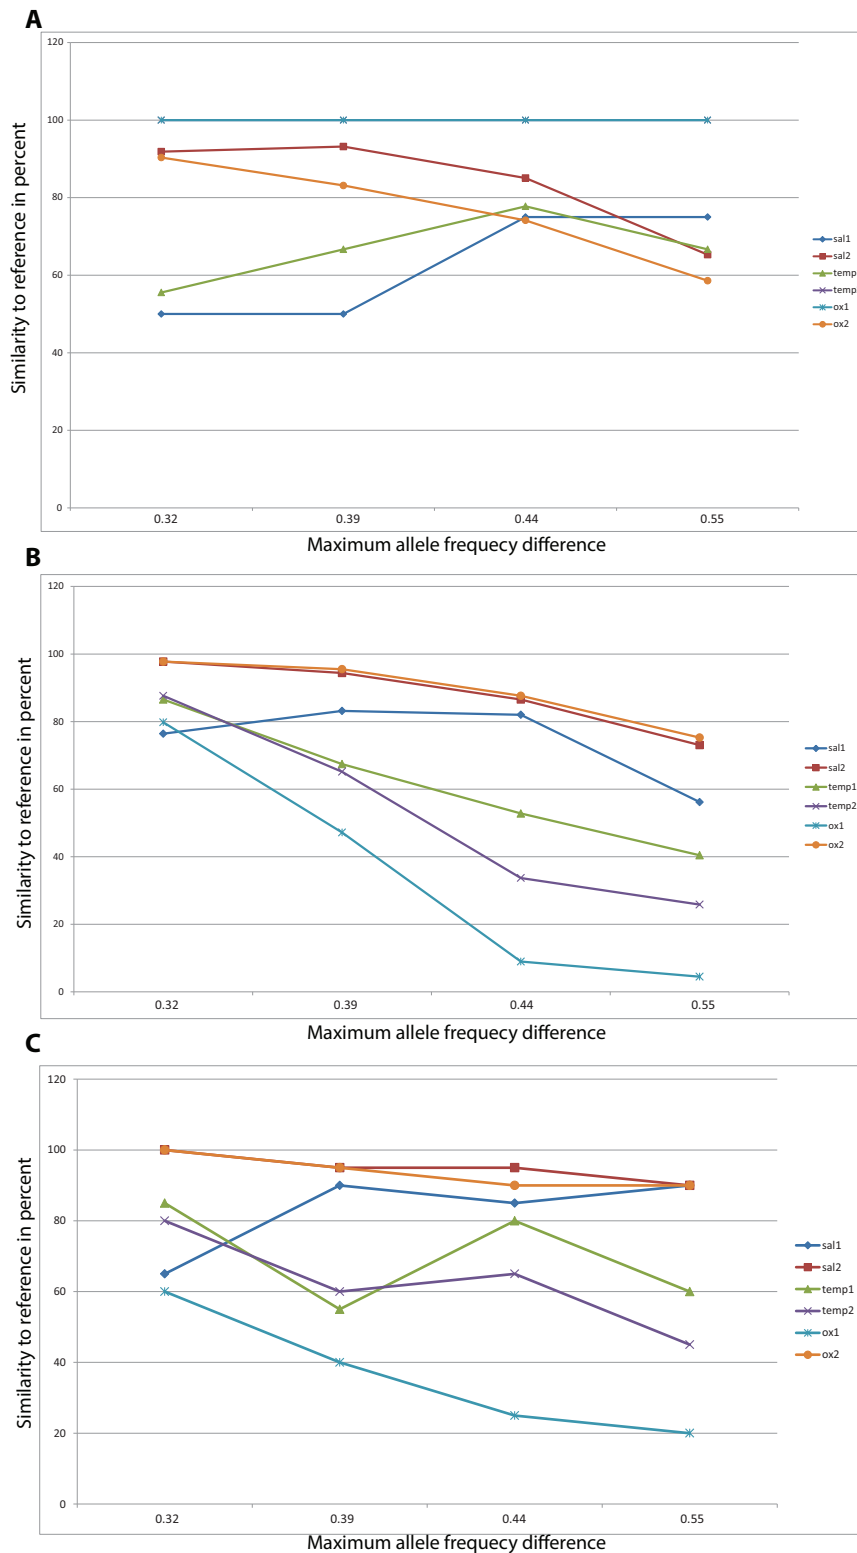 A
120
100
80
60
40
20
0
Similarity to reference in percent
0.32 0.39 0.44 0.55
Maximum allele frequecy difference
sal1
sal2
temp
temp
ox1
ox2
B
120
100
80
60
40
20
0
Similarity to reference in percent
0.32 0.39 0.44 0.55
Maximum allele frequecy difference
sal1
sal2
temp1
temp2
ox1
ox2
C
120
100
80
60
40
20
0
Similarity to reference in percent
0.32 0.39 0.44 0.55
Maximum allele frequecy difference
sal1
sal2
temp1
temp2
ox1
ox2